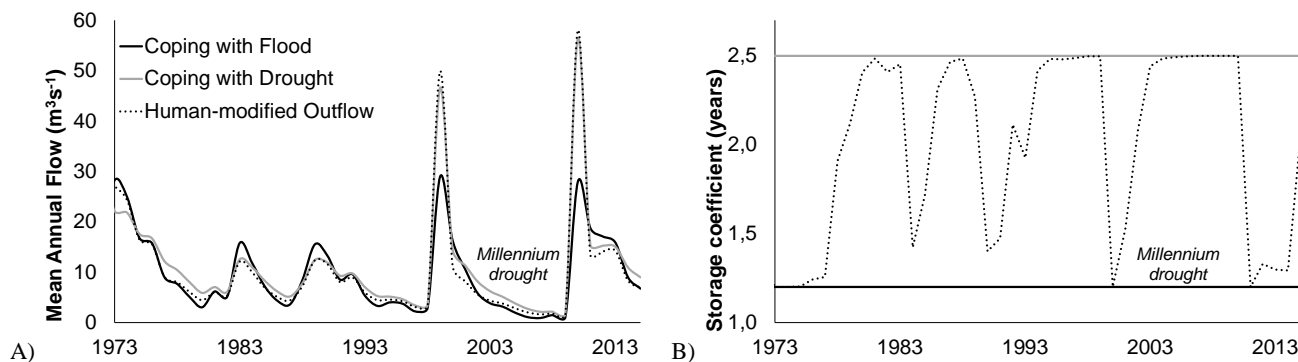 60
50
40
30
20
10
0
Mean Annual Flow (m³s⁻¹)
Coping with Flood
Coping with Drought
Human-modified Outflow
Millennium
drought
1973 1983 1993 2003 2013
A)
2,5
2,0
1,5
1,0
Storage coefficient (years)
Millennium
drought
1973 1983 1993 2003 2013
B)